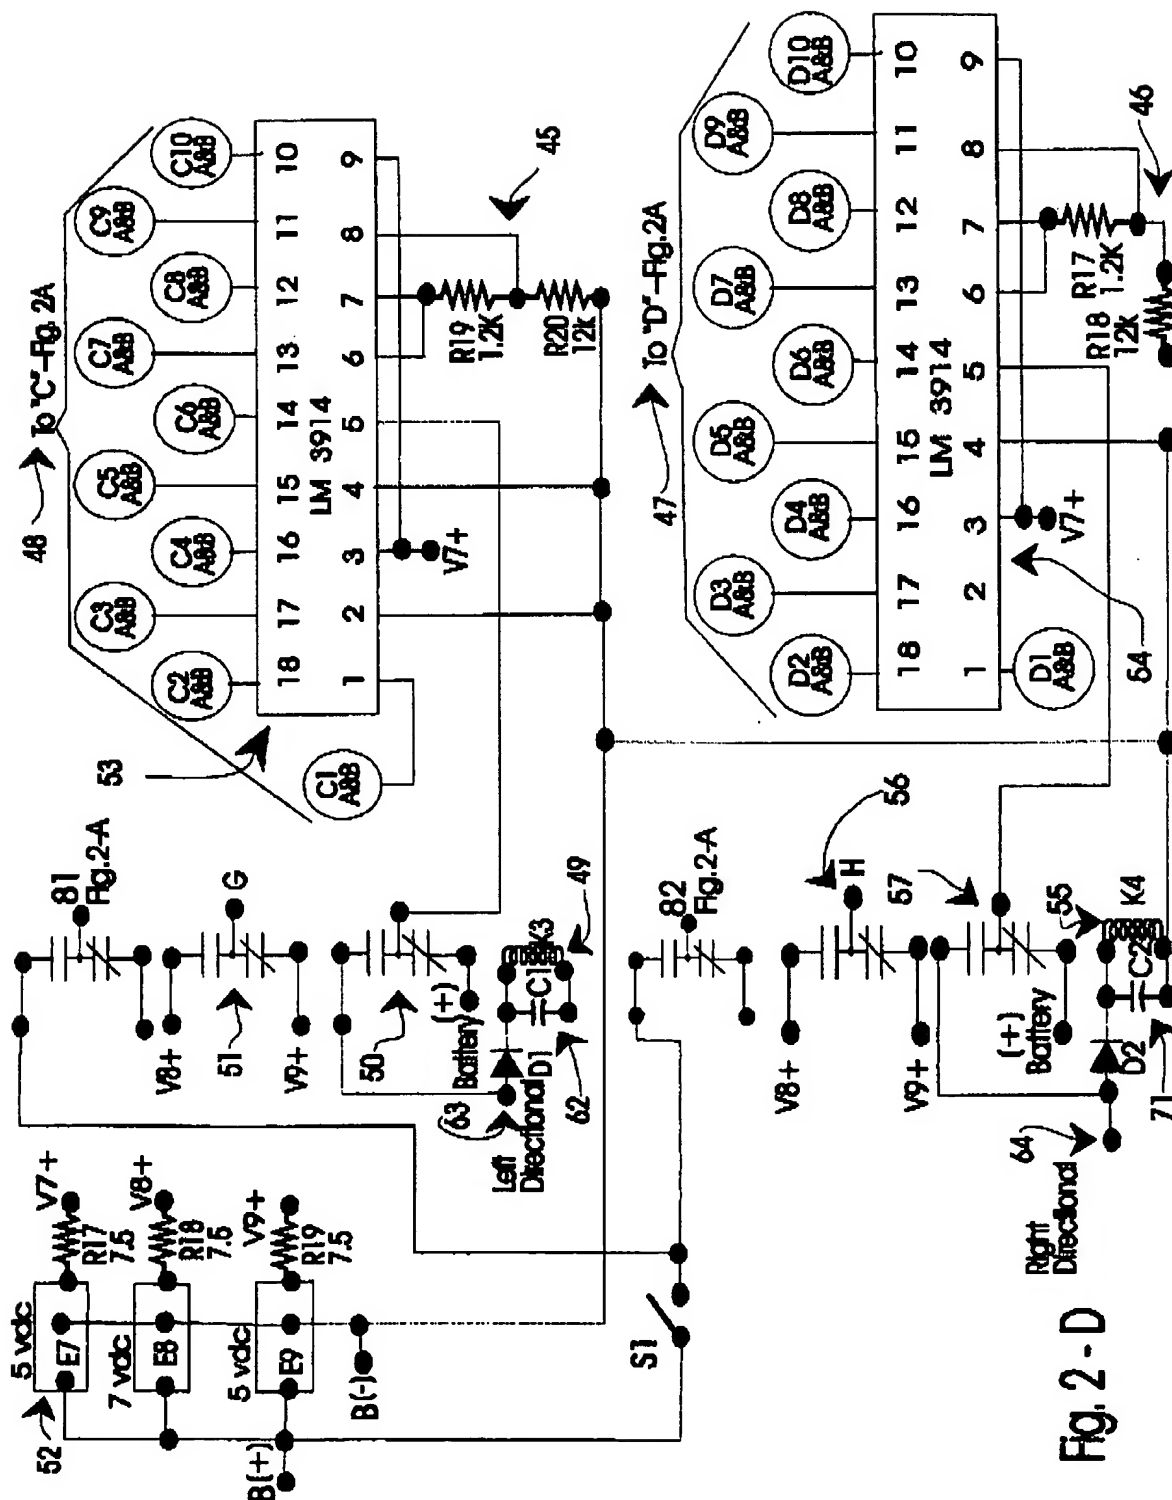 48
To "C"-Fig. 2A
C1
A&B
C2
A&B
C3
A&B
C4
A&B
C5
A&B
C6
A&B
C7
A&B
C8
A&B
C9
A&B
C10
A&B
53
18 17 16 15 14 13 12 11 10
LM 3914
1 2 3 4 5 6 7 8 9
V7+
R19
1.2K
R20
12k
45
47
To "D"-Fig.2A
D1
A&B
D2
A&B
D3
A&B
D4
A&B
D5
A&B
D6
A&B
D7
A&B
D8
A&B
D9
A&B
D10
A&B
18 17 16 15 14 13 12 11 10
LM 3914
1 2 3 4 5 6 7 8 9
54
V7+
R17
1.2K
R18
12K
46
81
Fig.2-A
V8+
G
51
V9+
50
(+)
Battery
K3
49
C1
62
D1
63
Left
Directional
82
Fig.2-A
V8+
H
56
V9+
57
(+)
Battery
55
K4
C2
D2
71
64
Right
Directional
52
5 vdc
E7
V7+
R17
7.5
7 vdc
E8
V8+
R18
7.5
5 vdc
E9
V9+
R19
7.5
B(+)
B(-)
S1
Fig. 2 - D